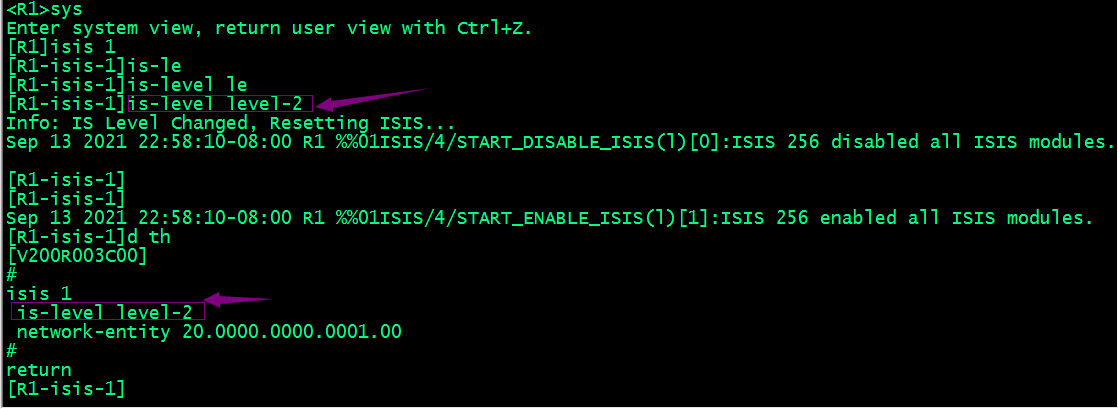 <R1>sys
Enter system view, return user view with Ctrl+Z.
[R1]isis 1
[R1-isis-1]is-le
[R1-isis-1]is-level le
[R1-isis-1]is-level level-2
Info: IS Level Changed, Resetting ISIS...
Sep 13 2021 22:58:10-08:00 R1 %%01ISIS/4/START_DISABLE_ISIS(l)[0]:ISIS 256 disabled all ISIS modules.
[R1-isis-1]
[R1-isis-1]
Sep 13 2021 22:58:10-08:00 R1 %%01ISIS/4/START_ENABLE_ISIS(l)[1]:ISIS 256 enabled all ISIS modules.
[R1-isis-1]d th
[V200R003C00]
#
isis 1
 is-level level-2
 network-entity 20.0000.0000.0001.00
#
return
[R1-isis-1]